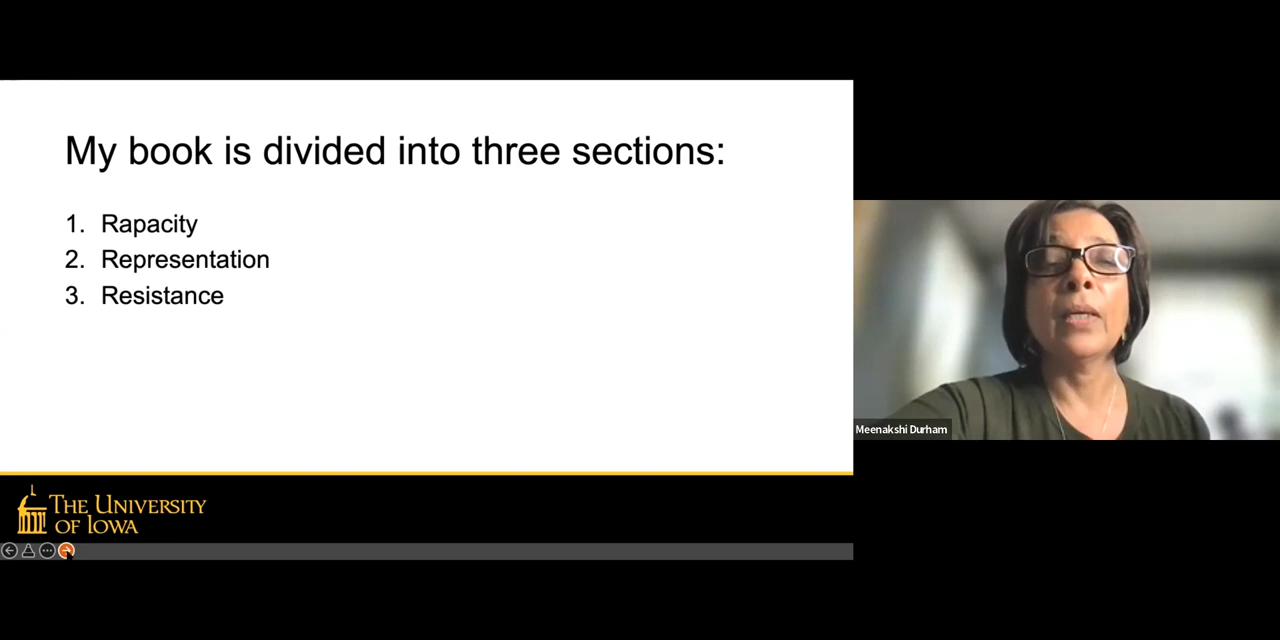 My book is divided into three sections:
1. Rapacity
2. Representation
3. Resistance
Meenakshi Durham
THE UNIVERSITY
OF IOWA